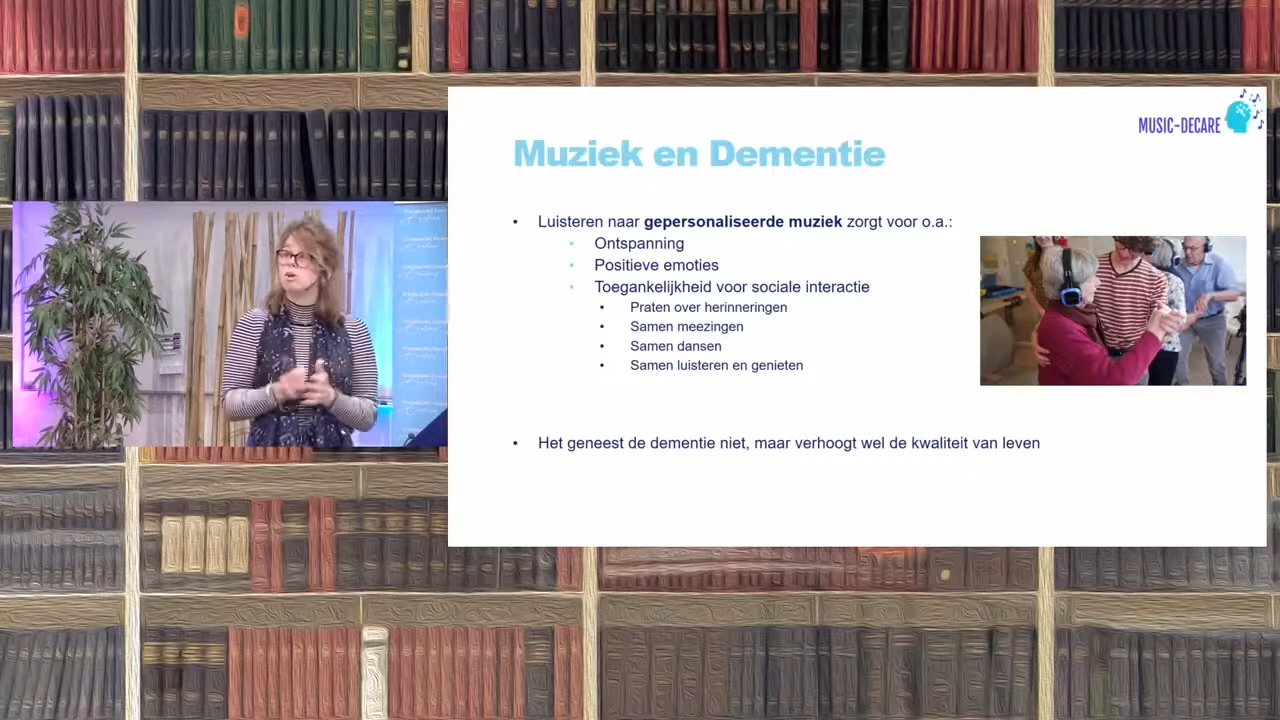 MUSIC-DECARE
Muziek en Dementie
• Luisteren naar gepersonaliseerde muziek zorgt voor o.a.:
• Ontspanning
• Positieve emoties
• Toegankelijkheid voor sociale interactie
• Praten over herinneringen
• Samen meezingen
• Samen dansen
• Samen luisteren en genieten
• Het geneest de dementie niet, maar verhoogt wel de kwaliteit van leven